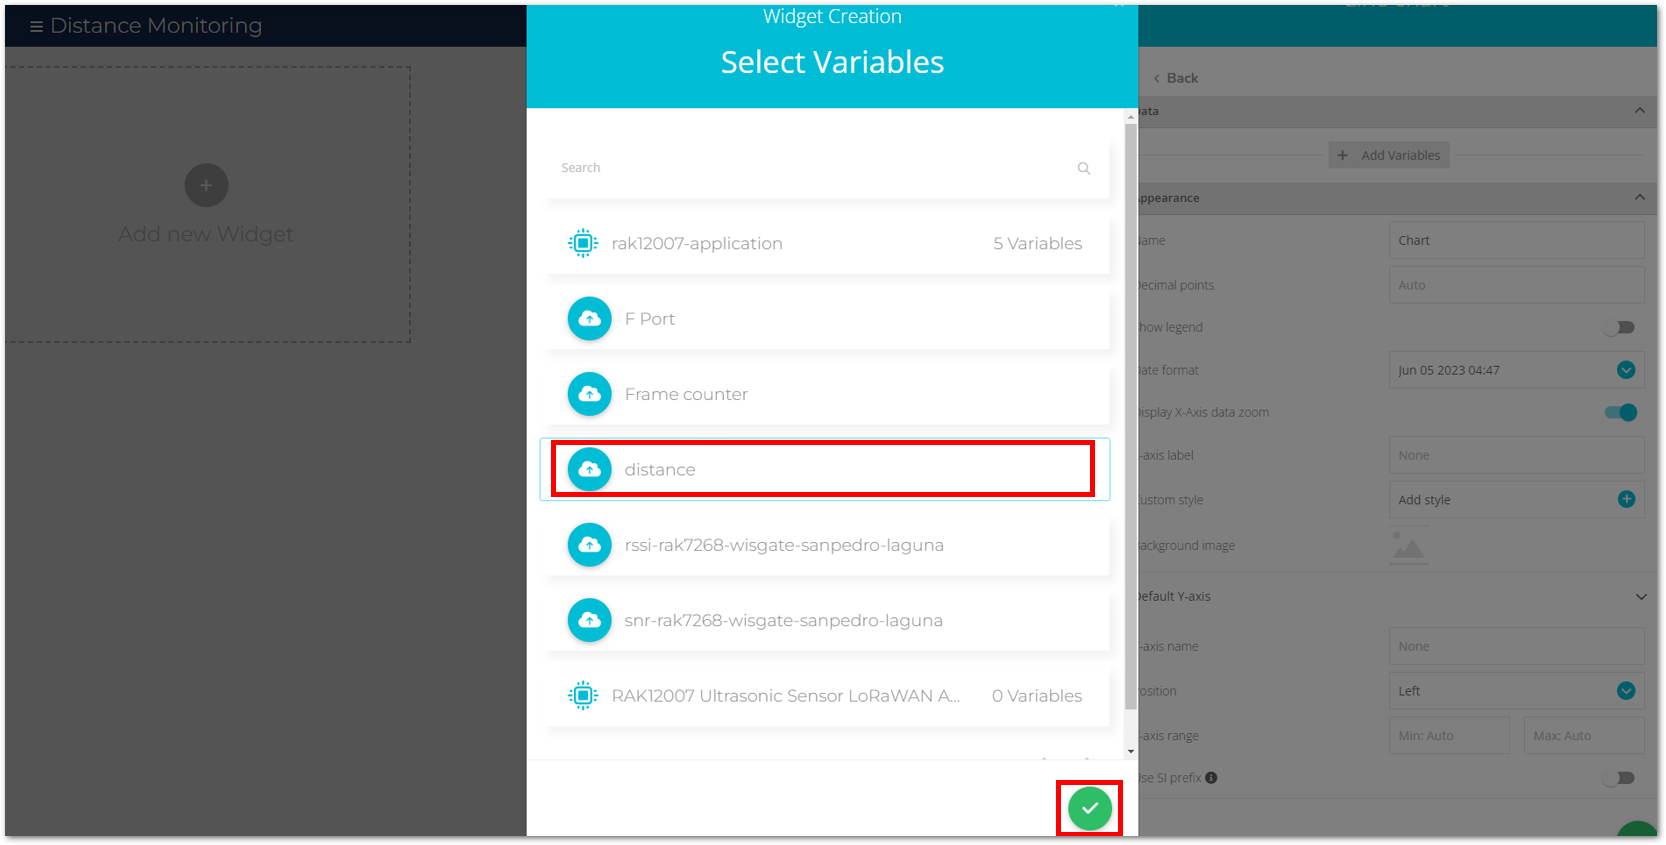 Distance Monitoring
Add new Widget
Widget Creation
Select Variables
Search
rak12007-application 5 Variables
F Port
Frame counter
distance
rssi-rak7268-wisgate-sanpedro-laguna
snr-rak7268-wisgate-sanpedro-laguna
RAK12007 Ultrasonic Sensor LoRaWAN A... 0 Variables
Back
ata
+ Add Variables
Appearance
ame Chart
ecimal points Auto
how legend
ate format Jun 05 2023 04:47
isplay X-Axis data zoom
-axis label None
ustom style Add style
ackground image
Default Y-axis
-axis name None
osition Left
-axis range Min: Auto Max: Auto
se SI prefix